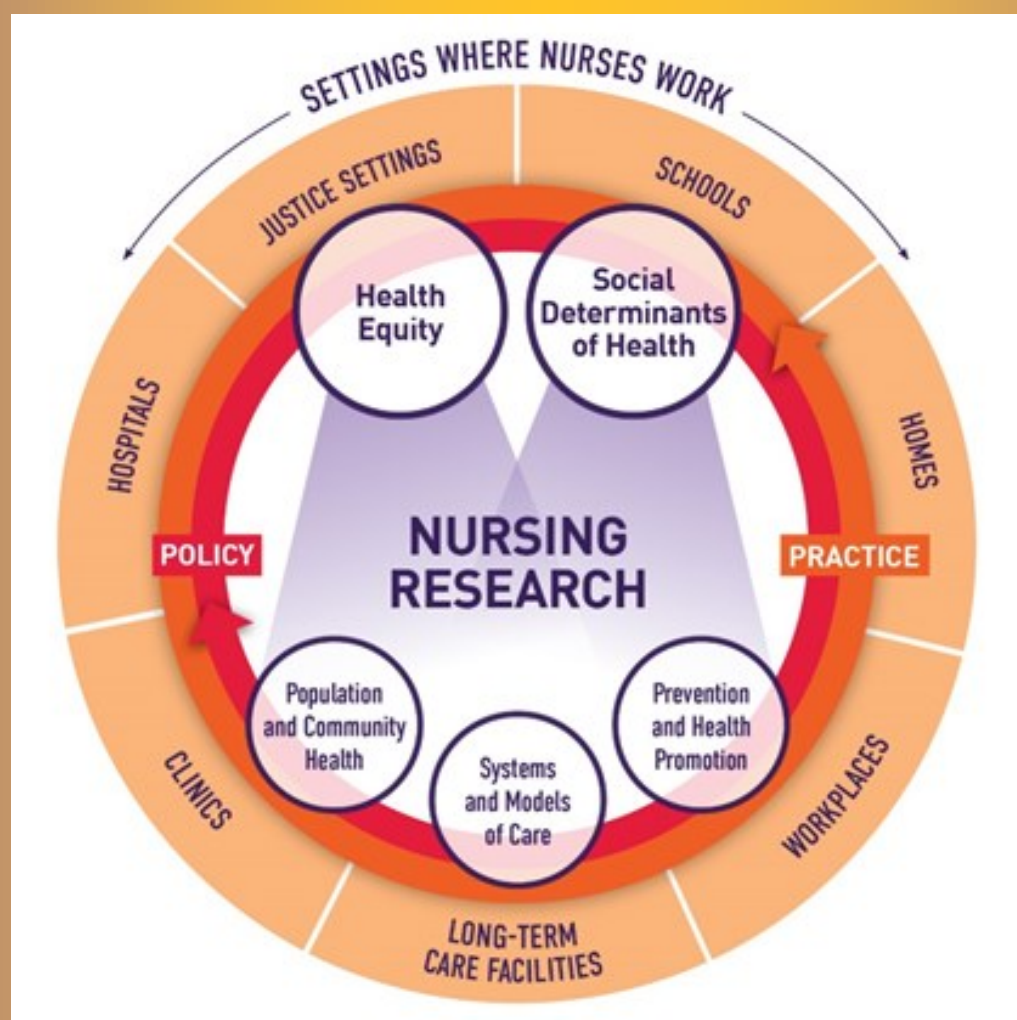 SETTINGS WHERE NURSES WORK
JUSTICE SETTINGS
SCHOOLS
HOSPITALS
HOMES
Health
Equity
Social
Determinants
of Health
NURSING
RESEARCH
POLICY
PRACTICE
Population
and Community
Health
Systems
and Models
of Care
Prevention
and Health
Promotion
CLINICS
WORKPLACES
LONG-TERM
CARE FACILITIES